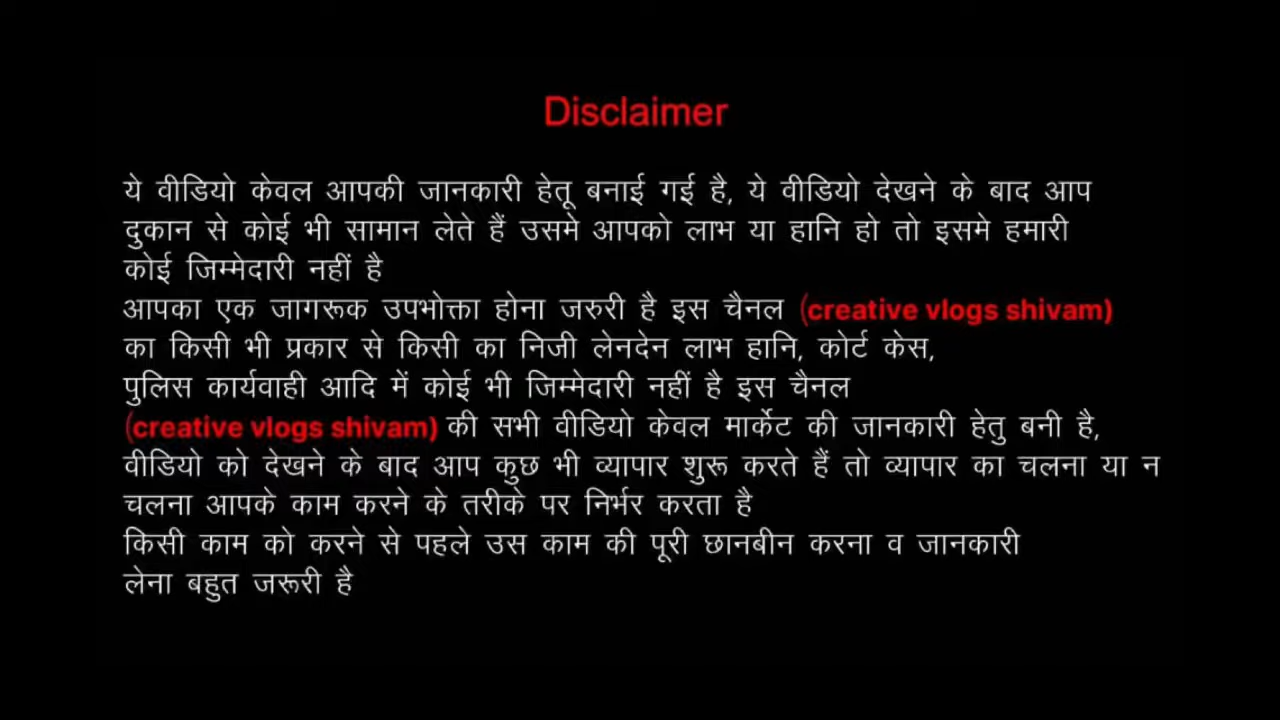 Disclaimer
ये वीडियो केवल आपकी जानकारी हेतू बनाई गई है, ये वीडियो देखने के बाद आप
दुकान से कोई भी सामान लेते हैं उसमे आपको लाभ या हानि हो तो इसमे हमारी
कोई जिम्मेदारी नहीं है
आपका एक जागरूक उपभोक्ता होना जरुरी है इस चैनल (creative vlogs shivam)
का किसी भी प्रकार से किसी का निजी लेनदेन लाभ हानि, कोर्ट केस,
पुलिस कार्यवाही आदि में कोई भी जिम्मेदारी नहीं है इस चैनल
(creative vlogs shivam) की सभी वीडियो केवल मार्केट की जानकारी हेतु बनी है,
वीडियो को देखने के बाद आप कुछ भी व्यापार शुरू करते हैं तो व्यापार का चलना या न
चलना आपके काम करने के तरीके पर निर्भर करता है
किसी काम को करने से पहले उस काम की पूरी छानबीन करना व जानकारी
लेना बहुत जरूरी है